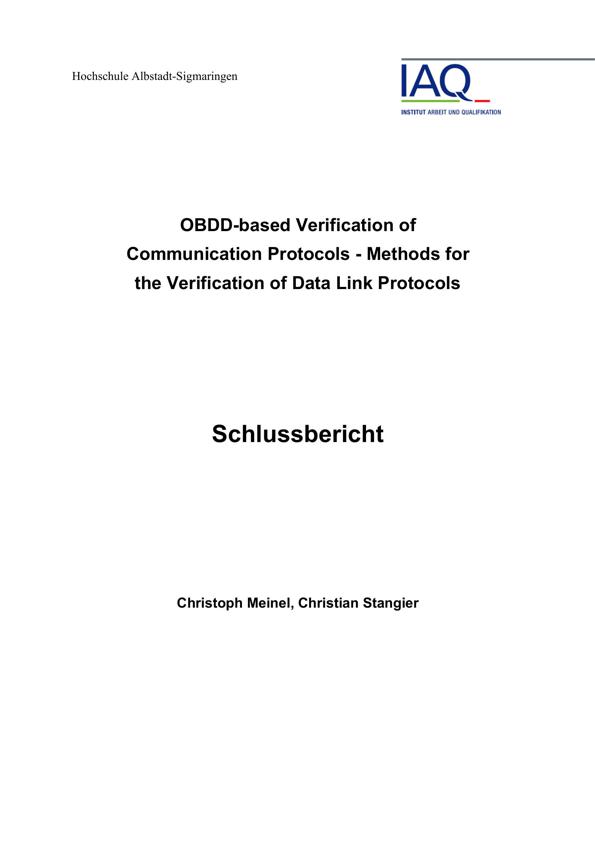 Hochschule Albstadt-Sigmaringen
IAQ
INSTITUT ARBEIT UND QUALIFIKATION
OBDD-based Verification of
Communication Protocols - Methods for
the Verification of Data Link Protocols
Schlussbericht
Christoph Meinel, Christian Stangier